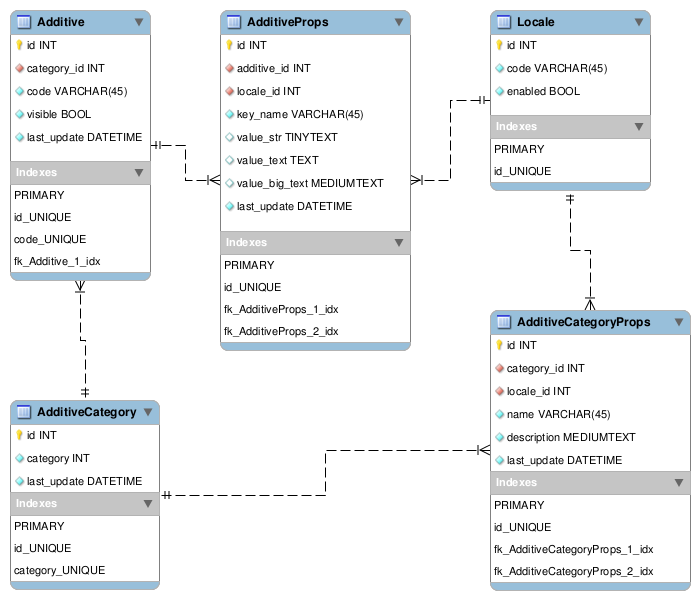 Additive
id INT
category_id INT
code VARCHAR(45)
visible BOOL
last_update DATETIME
Indexes
PRIMARY
id_UNIQUE
code_UNIQUE
fk_Additive_1_idx
AdditiveProps
id INT
additive_id INT
locale_id INT
key_name VARCHAR(45)
value_str TINYTEXT
value_text TEXT
value_big_text MEDIUMTEXT
last_update DATETIME
Indexes
PRIMARY
id_UNIQUE
fk_AdditiveProps_1_idx
fk_AdditiveProps_2_idx
Locale
id INT
code VARCHAR(45)
enabled BOOL
Indexes
PRIMARY
id_UNIQUE
AdditiveCategory
id INT
category INT
last_update DATETIME
Indexes
PRIMARY
id_UNIQUE
category_UNIQUE
AdditiveCategoryProps
id INT
category_id INT
locale_id INT
name VARCHAR(45)
description MEDIUMTEXT
last_update DATETIME
Indexes
PRIMARY
id_UNIQUE
fk_AdditiveCategoryProps_1_idx
fk_AdditiveCategoryProps_2_idx